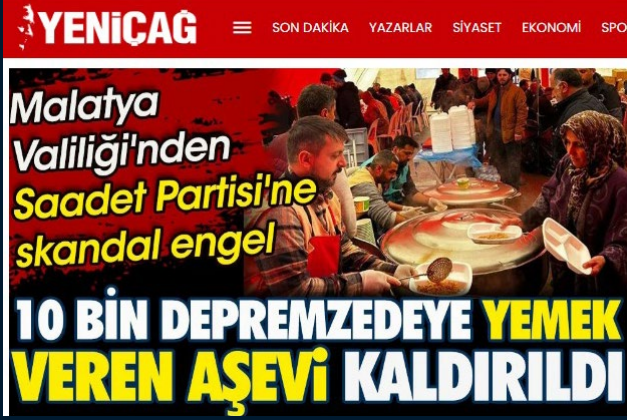 YENİÇAĞ
SON DAKİKA YAZARLAR SİYASET EKONOMİ SPO
Malatya
Valiliği'nden
Saadet Partisi'ne
skandal engel
10 BİN DEPREMZEDEYE YEMEK
VEREN AŞEVİ KALDIRILDI